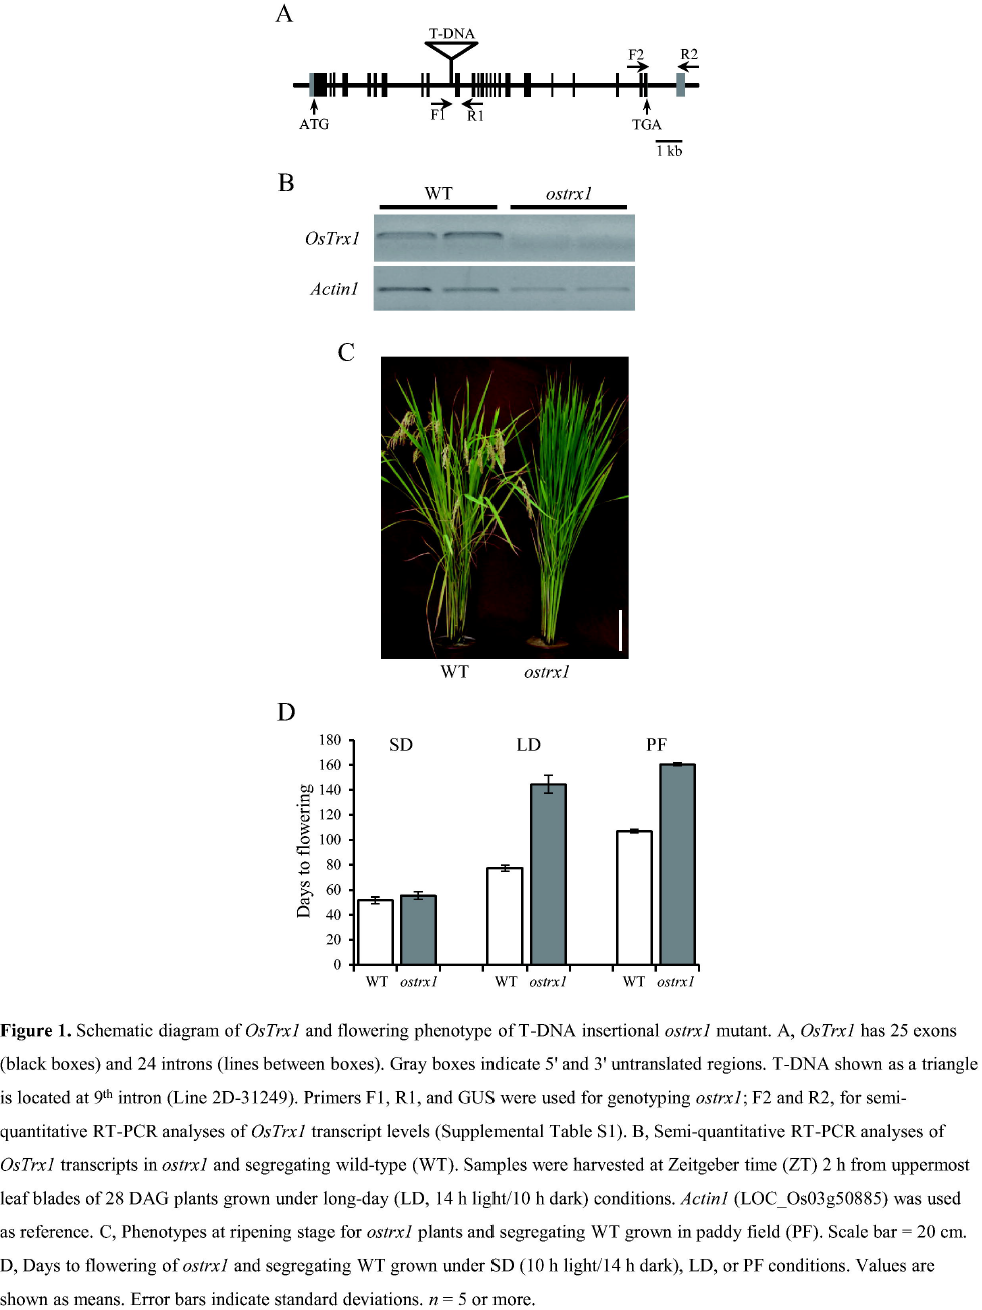 A
T-DNA
F2
R2
F1
R1
ATG
TGA
1 kb
B
WT
ostrx1
OsTrx1
Actin1
C
WT
ostrx1
D
SD
LD
PF
Days to flowering
180
160
140
120
100
80
60
40
20
0
WT
ostrx1
WT
ostrx1
WT
ostrx1
Figure 1. Schematic diagram of OsTrx1 and flowering phenotype of T-DNA insertional ostrx1 mutant. A, OsTrx1 has 25 exons
(black boxes) and 24 introns (lines between boxes). Gray boxes indicate 5' and 3' untranslated regions. T-DNA shown as a triangle
is located at 9th intron (Line 2D-31249). Primers F1, R1, and GUS were used for genotyping ostrx1; F2 and R2, for semi-
quantitative RT-PCR analyses of OsTrx1 transcript levels (Supplemental Table S1). B, Semi-quantitative RT-PCR analyses of
OsTrx1 transcripts in ostrx1 and segregating wild-type (WT). Samples were harvested at Zeitgeber time (ZT) 2 h from uppermost
leaf blades of 28 DAG plants grown under long-day (LD, 14 h light/10 h dark) conditions. Actin1 (LOC_Os03g50885) was used
as reference. C, Phenotypes at ripening stage for ostrx1 plants and segregating WT grown in paddy field (PF). Scale bar = 20 cm.
D, Days to flowering of ostrx1 and segregating WT grown under SD (10 h light/14 h dark), LD, or PF conditions. Values are
shown as means. Error bars indicate standard deviations. n = 5 or more.